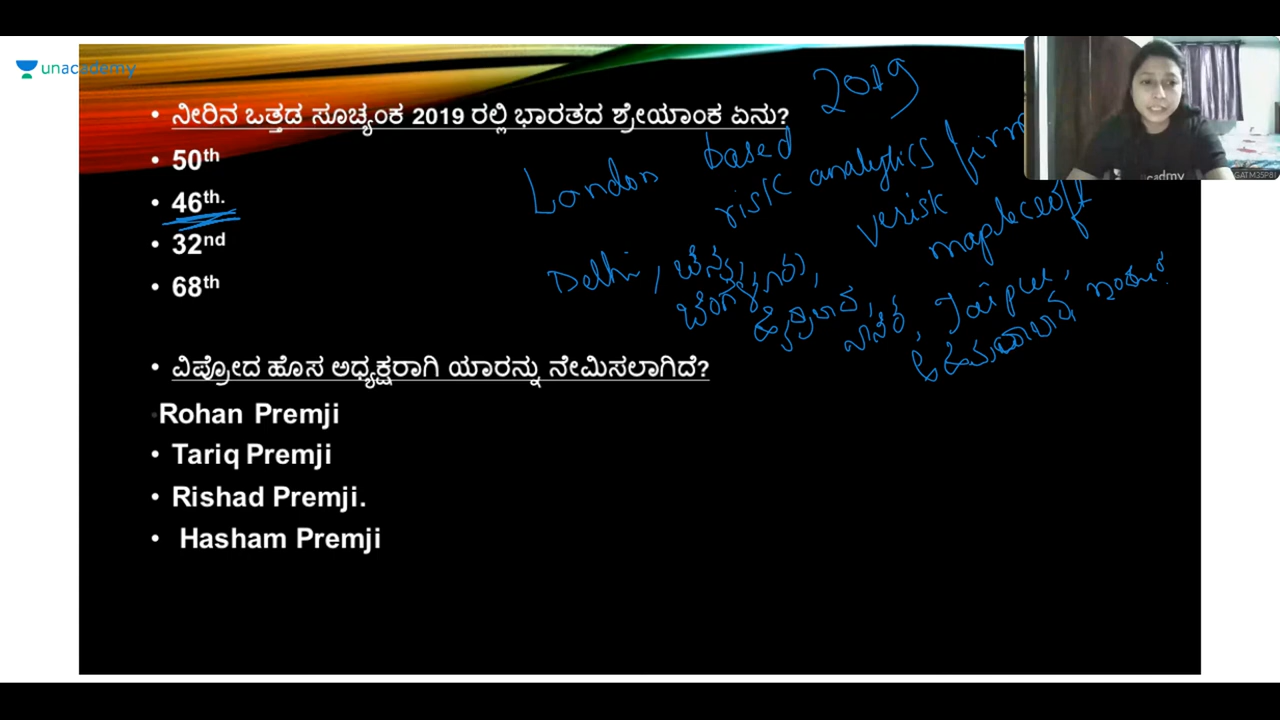 unacademy
• ನೀರಿನ ಒತ್ತಡ ಸೂಚ್ಯಂಕ 2019 ರಲ್ಲಿ ಭಾರತದ ಶ್ರೇಯಾಂಕ ಏನು?
• 50th
• 46th.
• 32nd
• 68th
2019
London based
risk analytics firm
verisk
maplecroft
Delhi, ಚೆನ್ನೈ,
ಬೆಂಗಳೂರು,
ನಾಸಿಕ, Jaipur,
• ವಿಪ್ರೋದ ಹೊಸ ಅಧ್ಯಕ್ಷರಾಗಿ ಯಾರನ್ನು ನೇಮಿಸಲಾಗಿದೆ?
Rohan Premji
• Tariq Premji
• Rishad Premji.
• Hasham Premji